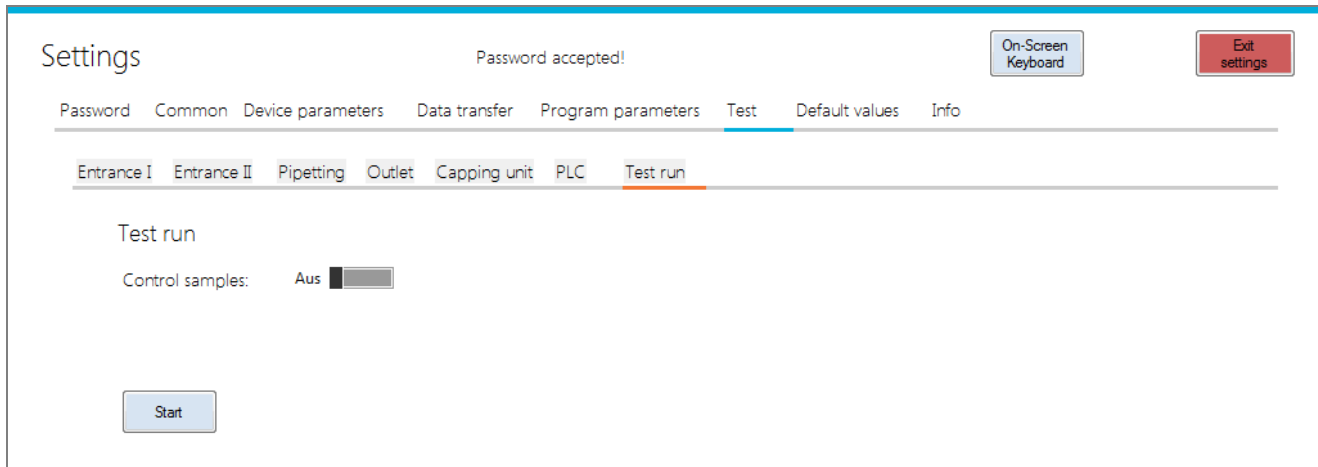 Settings
Password accepted!
On-Screen
Keyboard
Exit
settings
Password Common Device parameters Data transfer Program parameters Test Default values Info
Entrance I Entrance II Pipetting Outlet Capping unit PLC Test run
Test run
Control samples: Aus
Start